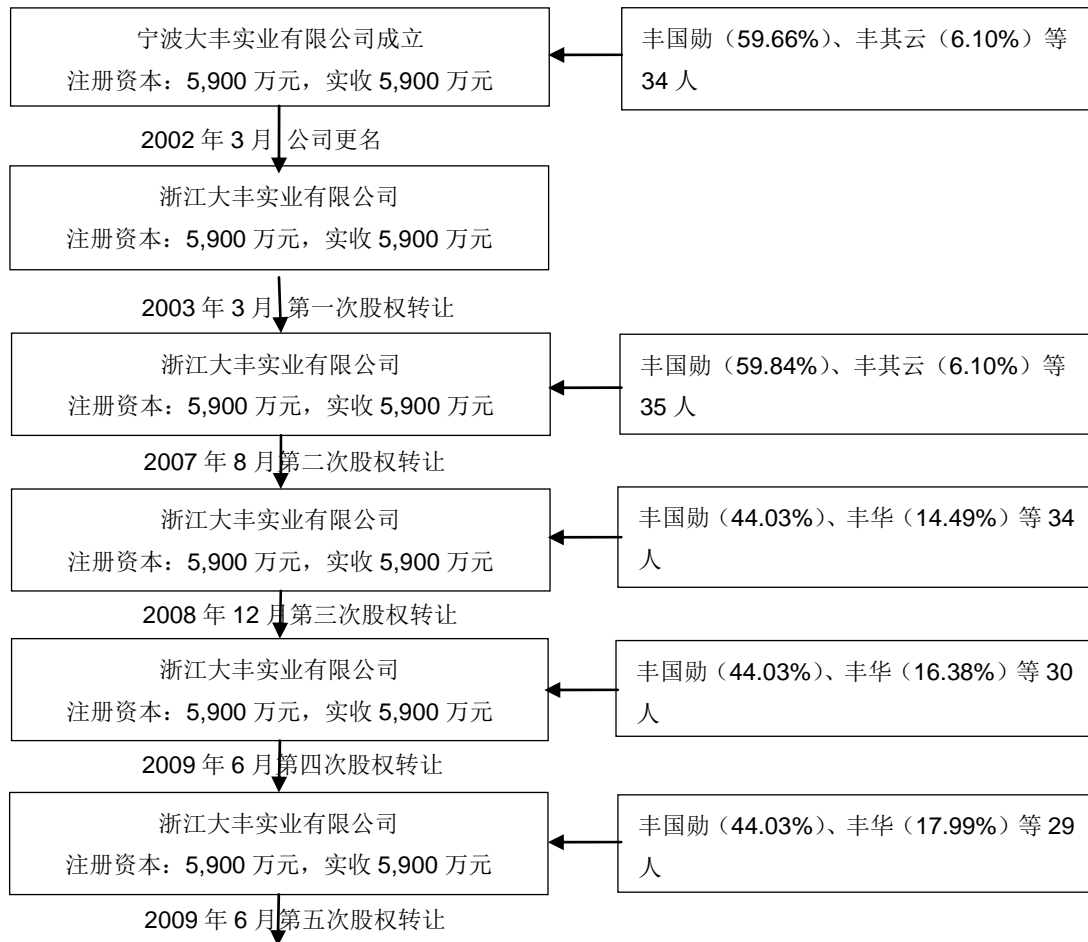 宁波大丰实业有限公司成立
注册资本：5,900 万元，实收 5,900 万元
丰国勋（59.66%）、丰其云（6.10%）等
34 人
2002 年 3 月 公司更名
浙江大丰实业有限公司
注册资本：5,900 万元，实收 5,900 万元
2003 年 3 月 第一次股权转让
浙江大丰实业有限公司
注册资本：5,900 万元，实收 5,900 万元
丰国勋（59.84%）、丰其云（6.10%）等
35 人
2007 年 8 月第二次股权转让
浙江大丰实业有限公司
注册资本：5,900 万元，实收 5,900 万元
丰国勋（44.03%）、丰华（14.49%）等 34
人
2008 年 12 月第三次股权转让
浙江大丰实业有限公司
注册资本：5,900 万元，实收 5,900 万元
丰国勋（44.03%）、丰华（16.38%）等 30
人
2009 年 6 月第四次股权转让
浙江大丰实业有限公司
注册资本：5,900 万元，实收 5,900 万元
丰国勋（44.03%）、丰华（17.99%）等 29
人
2009 年 6 月第五次股权转让